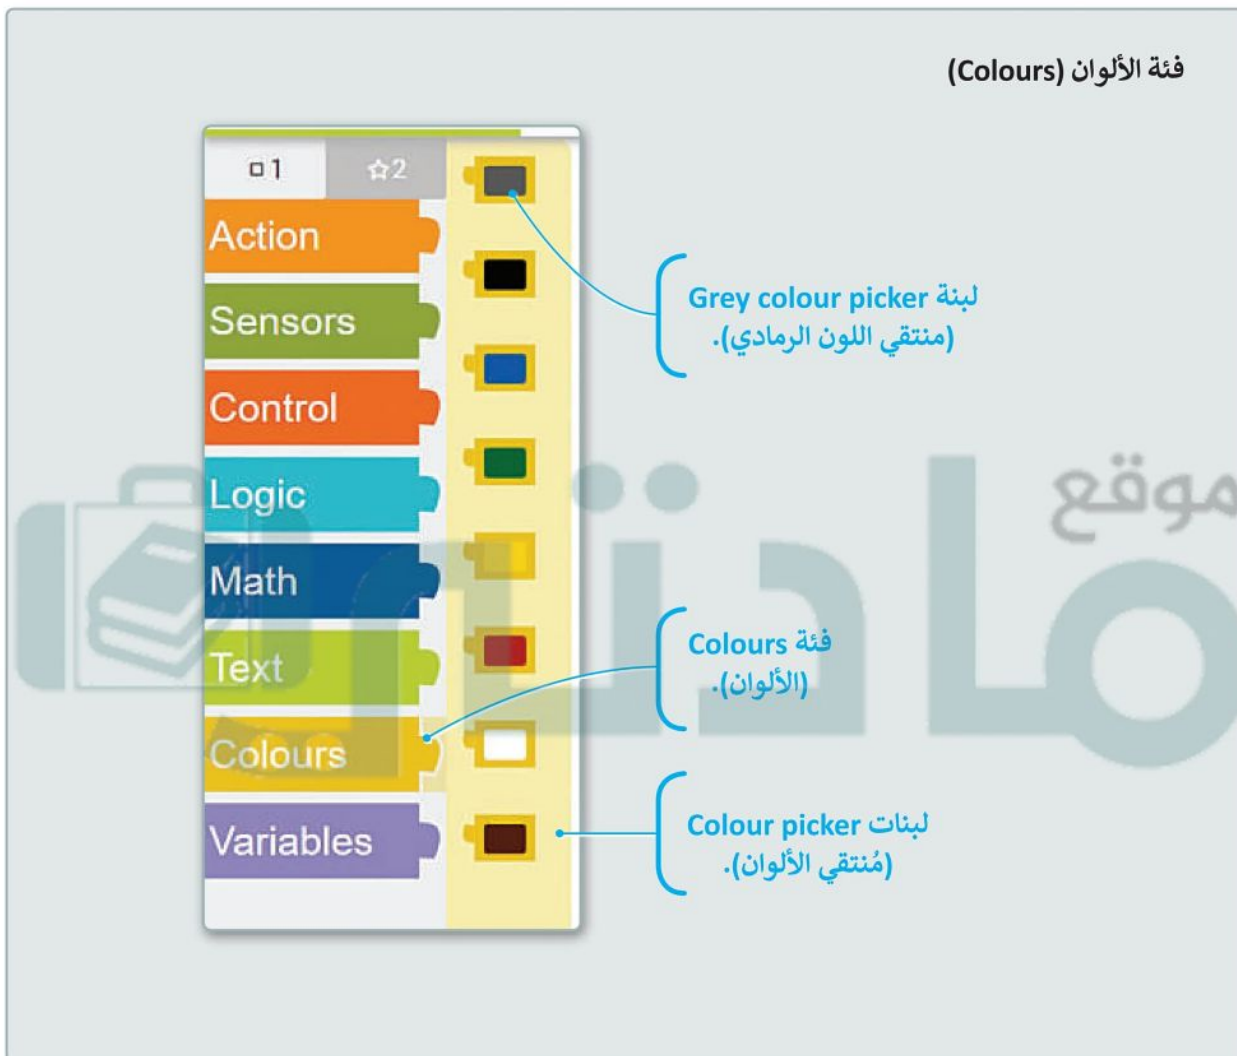 فئة الألوان (Colours)
□1
☆2
Action
Sensors
Control
Logic
Math
Text
Colours
Variables
لبنة Grey colour picker
(منتقي اللون الرمادي).
فئة Colours
(الألوان).
لبنات Colour picker
(مُنتقي الألوان).
موقع
مادتي